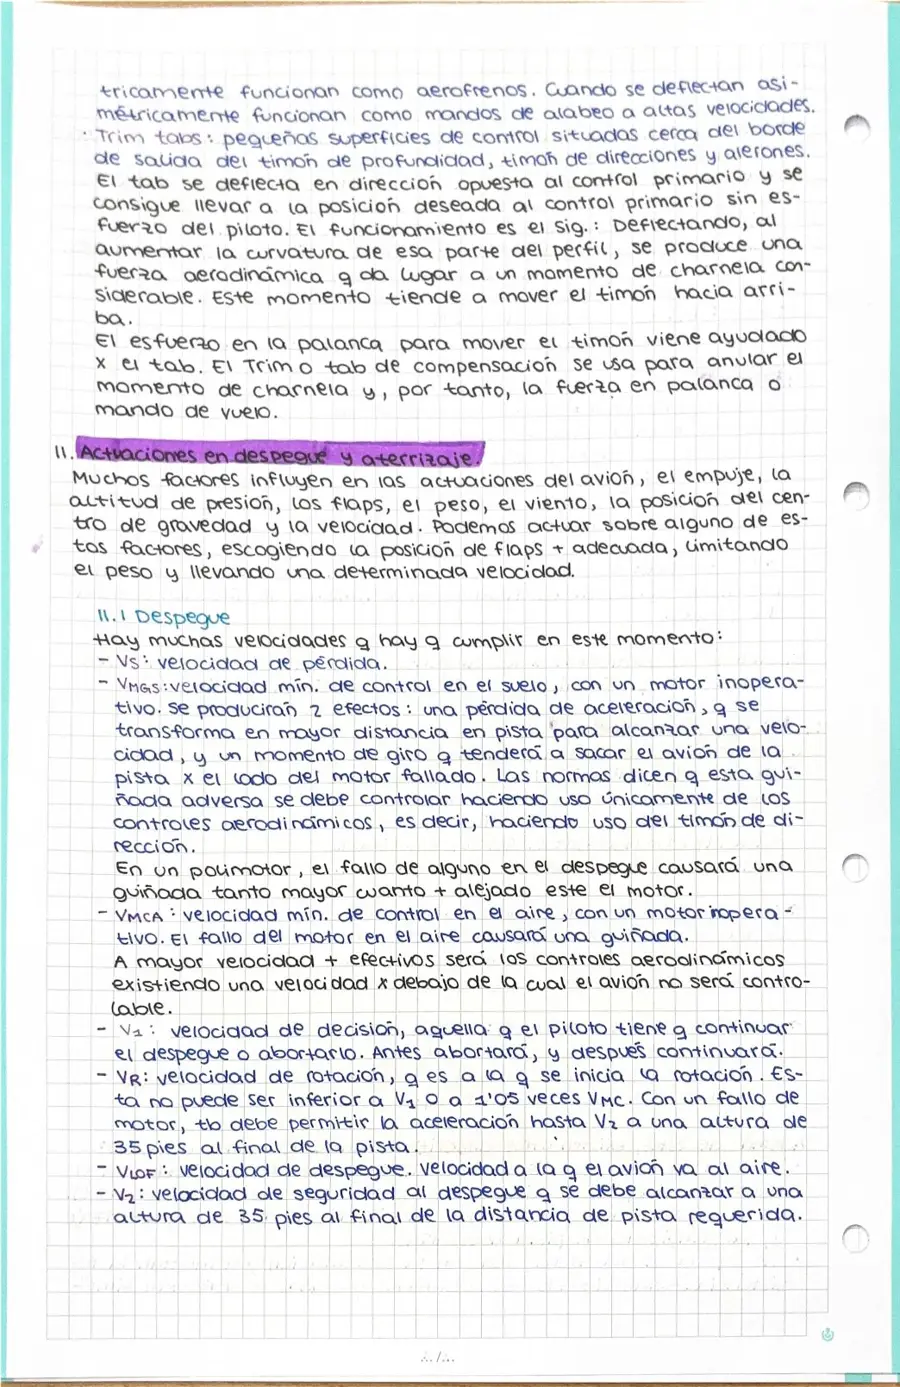 tricamente funcionan como aerofrenos. Cuando se deflectan asi-
métricamente funcionan como mandos de alabeo a altas velocidades.
· Trim tabs: pequeñas superficies de control situadas cerca del borde
de salida del timón de profundidad, timón de direcciones y alerones.
El tab se deflecta en dirección opuesta al control primario y se
consigue llevar a la posición deseada al control primario sin es-
fuerzo del piloto. El funcionamiento es el sig.: Deflectando, al
aumentar la curvatura de esa parte del perfil, se produce una
fuerza aerodinámica q da lugar a un momento de charnela con-
siderable. Este momento tiende a mover el timón hacia arri-
ba.
El esfuerzo en la palanca para mover el timón viene ayudado
x el tab. El Trim o tab de compensación se usa para anular el
momento de charnela y, por tanto, la fuerza en palanca o
mando de vuelo.
11. Actuaciones en despegue y aterrizaje.
Muchos factores influyen en las actuaciones del avión, el empuje, la
altitud de presión, los flaps, el peso, el viento, la posición del cen-
tro de gravedad y la velocidad. Podemos actuar sobre alguno de es-
tos factores, escogiendo la posición de flaps + adecuada, limitando
el peso y llevando una determinada velocidad.
11.1 Despegue
Hay muchas velocidades q hay q cumplir en este momento:
- Vs: velocidad de pérdida.
- VMGS: velocidad mín. de control en el suelo, con un motor inopera-
tivo. Se producirán 2 efectos: una pérdida de aceleración, q se
transforma en mayor distancia en pista para alcanzar una velo-
cidad, y un momento de giro q tenderá a sacar el avión de la
pista x el lado del motor fallado. Las normas dicen q esta gui-
ñada adversa se debe controlar haciendo uso únicamente de los
controles aerodinámicos, es decir, haciendo uso del timón de di-
rección.
En un polimotor, el fallo de alguno en el despegue causará una
guiñada tanto mayor cuanto + alejado este el motor.
- VMCA: velocidad mín. de control en el aire, con un motor inopera-
tivo. El fallo del motor en el aire causará una guiñada.
A mayor velocidad + efectivos será los controles aerodinámicos
existiendo una velocidad x debajo de la cual el avión no será contro-
lable.
- V1: velocidad de decisión, aquella q el piloto tiene q continuar
el despegue o abortarlo. Antes abortará, y después continuará.
- VR: velocidad de rotación, q es a la q se inicia la rotación. Es-
ta no puede ser inferior a V1 o a 1'05 veces VMC. Con un fallo de
motor, tb debe permitir la aceleración hasta V2 a una altura de
35 pies al final de la pista.
- VLOF: velocidad de despegue. Velocidad a la q el avión va al aire.
- V2: velocidad de seguridad al despegue q se debe alcanzar a una
altura de 35 pies al final de la distancia de pista requerida.